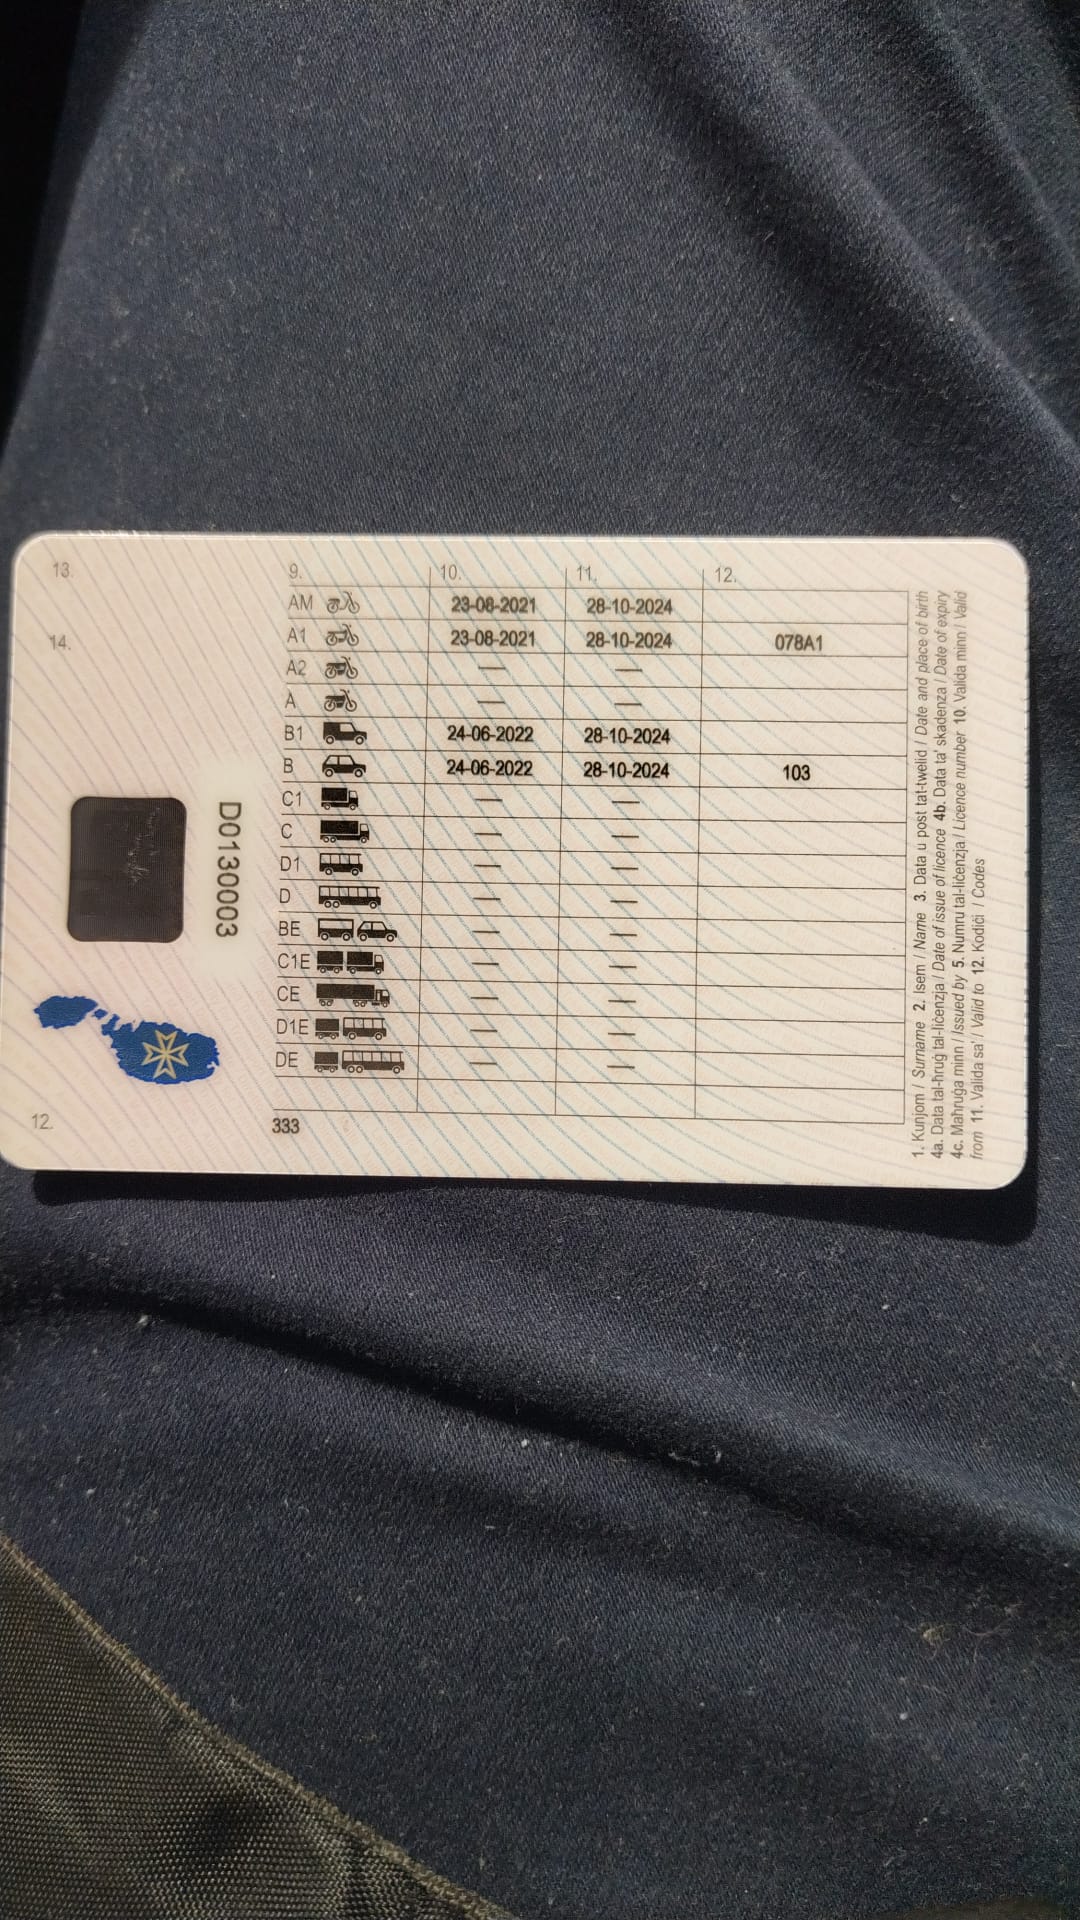 13.
14.
D0130003
12.
9. 10. 11. 12.
AM 23-08-2021 28-10-2024
A1 23-08-2021 28-10-2024 078A1
A2 — —
A — —
B1 24-06-2022 28-10-2024
B 24-06-2022 28-10-2024 103
C1 — —
C — —
D1 — —
D — —
BE — —
C1E — —
CE — —
D1E — —
DE — —
333
1. Kunjom / Surname 2. Isem / Name 3. Data u post tat-twelid / Date and place of birth
4a. Data tal-ħruġ tal-liċenzja / Date of issue of licence 4b. Data ta' skadenza / Date of expiry
4c. Maħruġa minn / Issued by 5. Numru tal-liċenzja / Licence number 10. Valida minn / Valid
from 11. Valida sa' / Valid to 12. Kodiċi / Codes